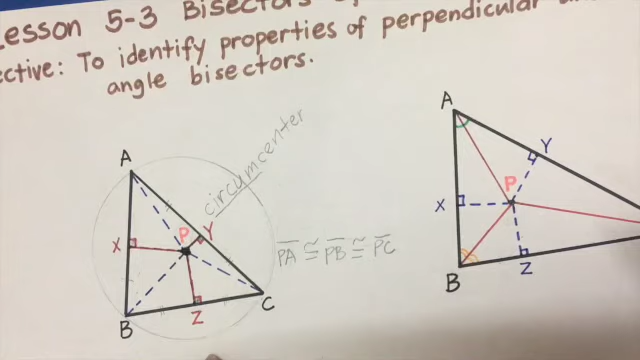 Lesson 5-3 Bisectors
ective: To identify properties of perpendicular
angle bisectors.
circumcenter
A
X
P
Y
B
Z
C
PA ≅ PB ≅ PC
A
Y
P
X
B
Z